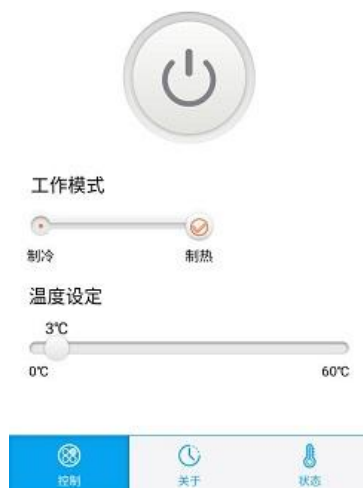 工作模式
制冷 制热
温度设定
3℃
0℃ 60℃
控制 关于 状态